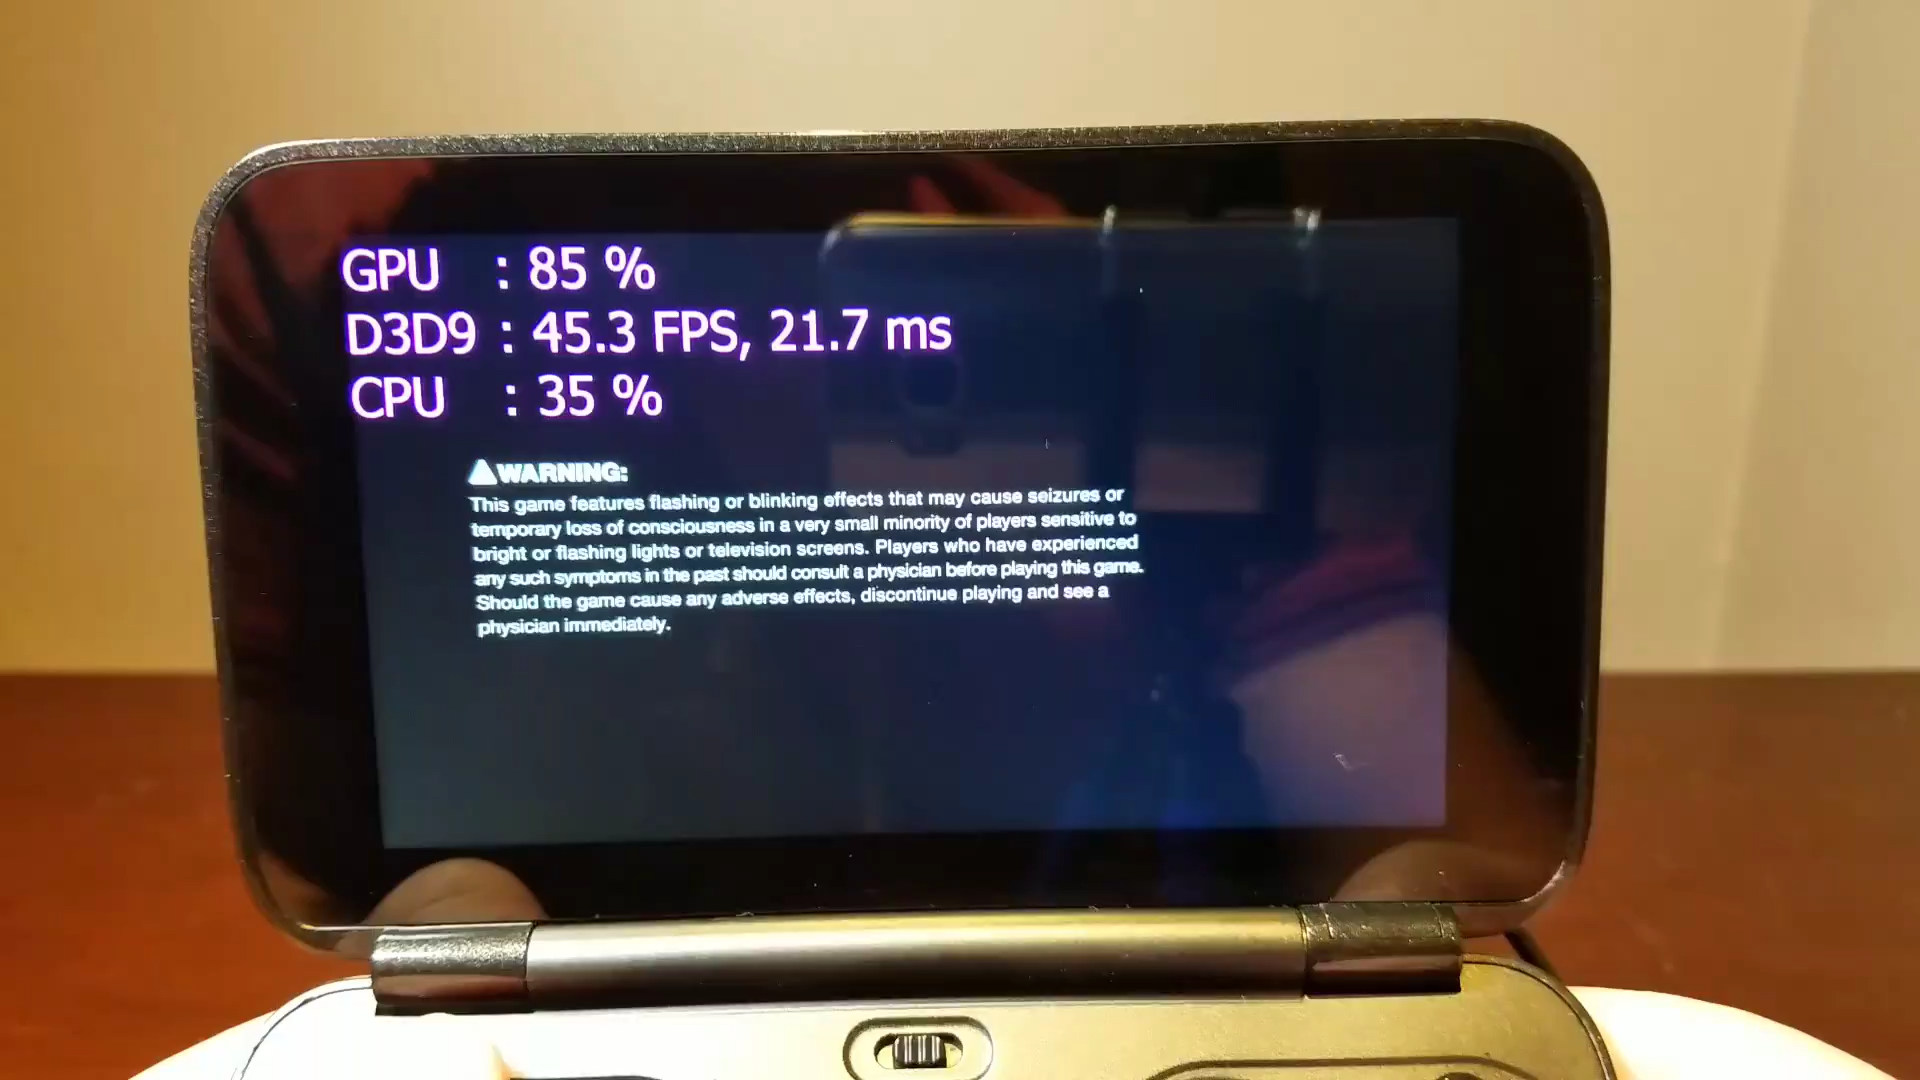 GPU : 85 %
D3D9 : 45.3 FPS, 21.7 ms
CPU : 35 %
WARNING:
This game features flashing or blinking effects that may cause seizures or
temporary loss of consciousness in a very small minority of players sensitive to
bright or flashing lights or television screens. Players who have experienced
any such symptoms in the past should consult a physician before playing this game.
Should the game cause any adverse effects, discontinue playing and see a
physician immediately.